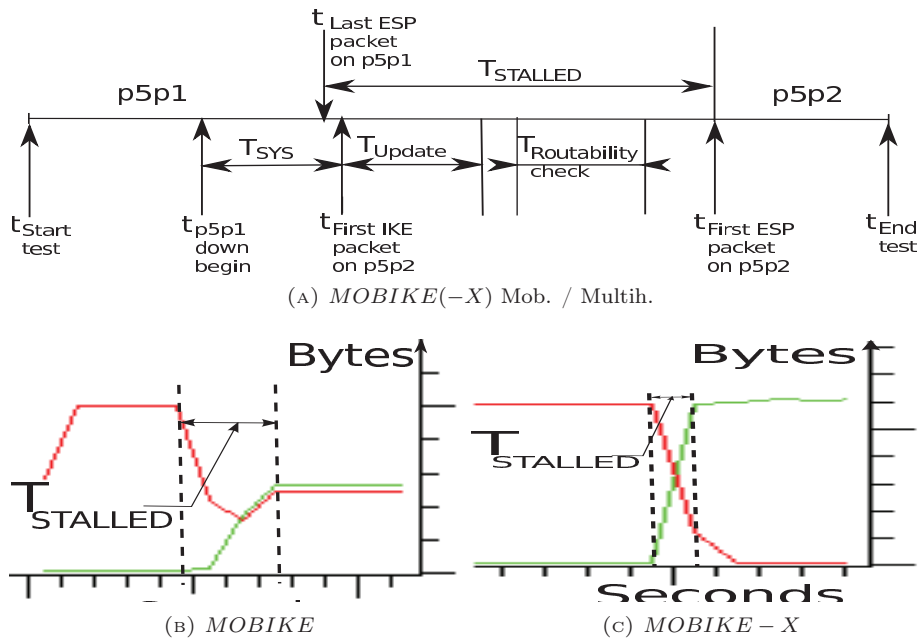 t Last ESP
packet
on p5p1
T STALLED
p5p1
p5p2
T SYS
T Update
T Routability
check
t Start
test
t p5p1
down
begin
t First IKE
packet
on p5p2
t First ESP
packet
on p5p2
t End
test
(A) MOBIKE(−X) Mob. / Multih.
Bytes
T STALLED
(B) MOBIKE
Bytes
T STALLED
Seconds
(C) MOBIKE − X